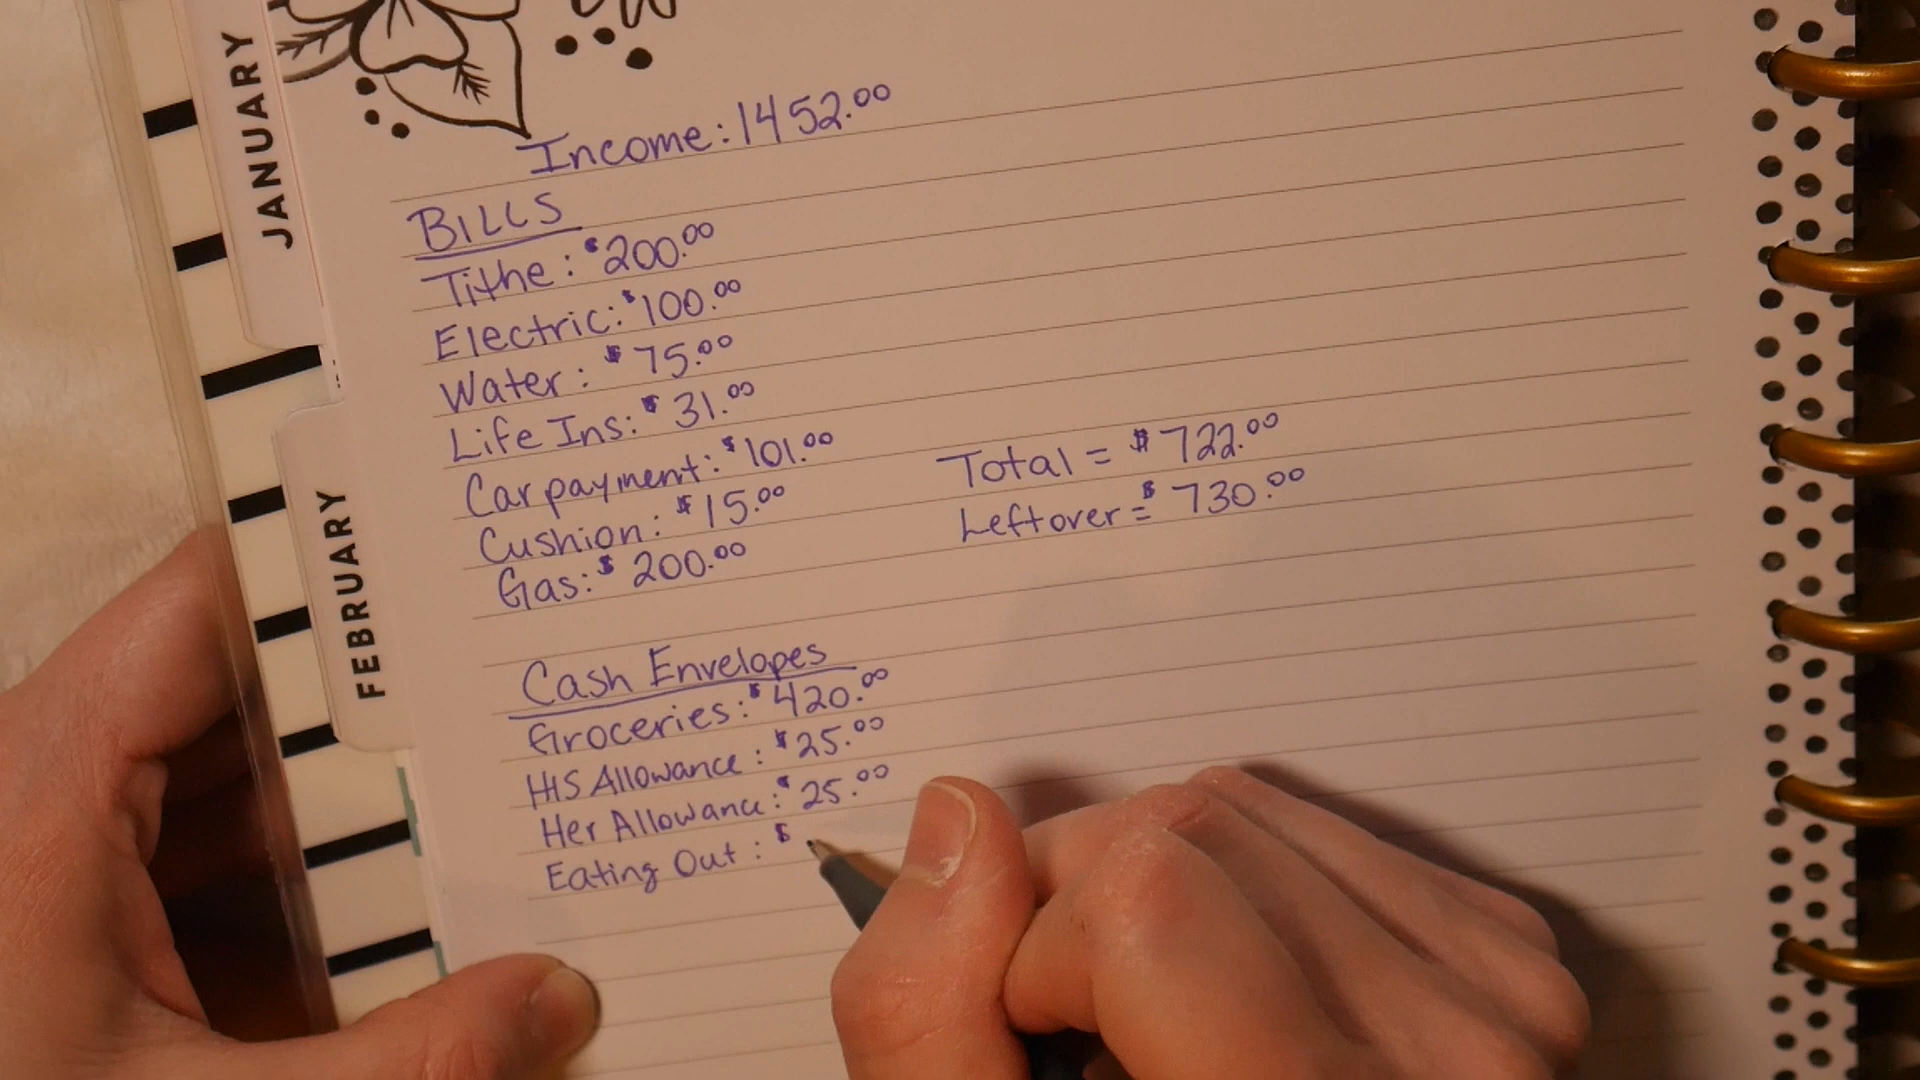 JANUARY
FEBRUARY
Income: 1452.00
BILLS
Tithe: $200.00
Electric: $100.00
Water: $75.00
Life Ins: $31.00
Car payment: $101.00
Cushion: $15.00
Gas: $200.00
Total = $722.00
Leftover = $730.00
Cash Envelopes
Groceries: $420.00
His Allowance: $25.00
Her Allowance: $25.00
Eating Out: $